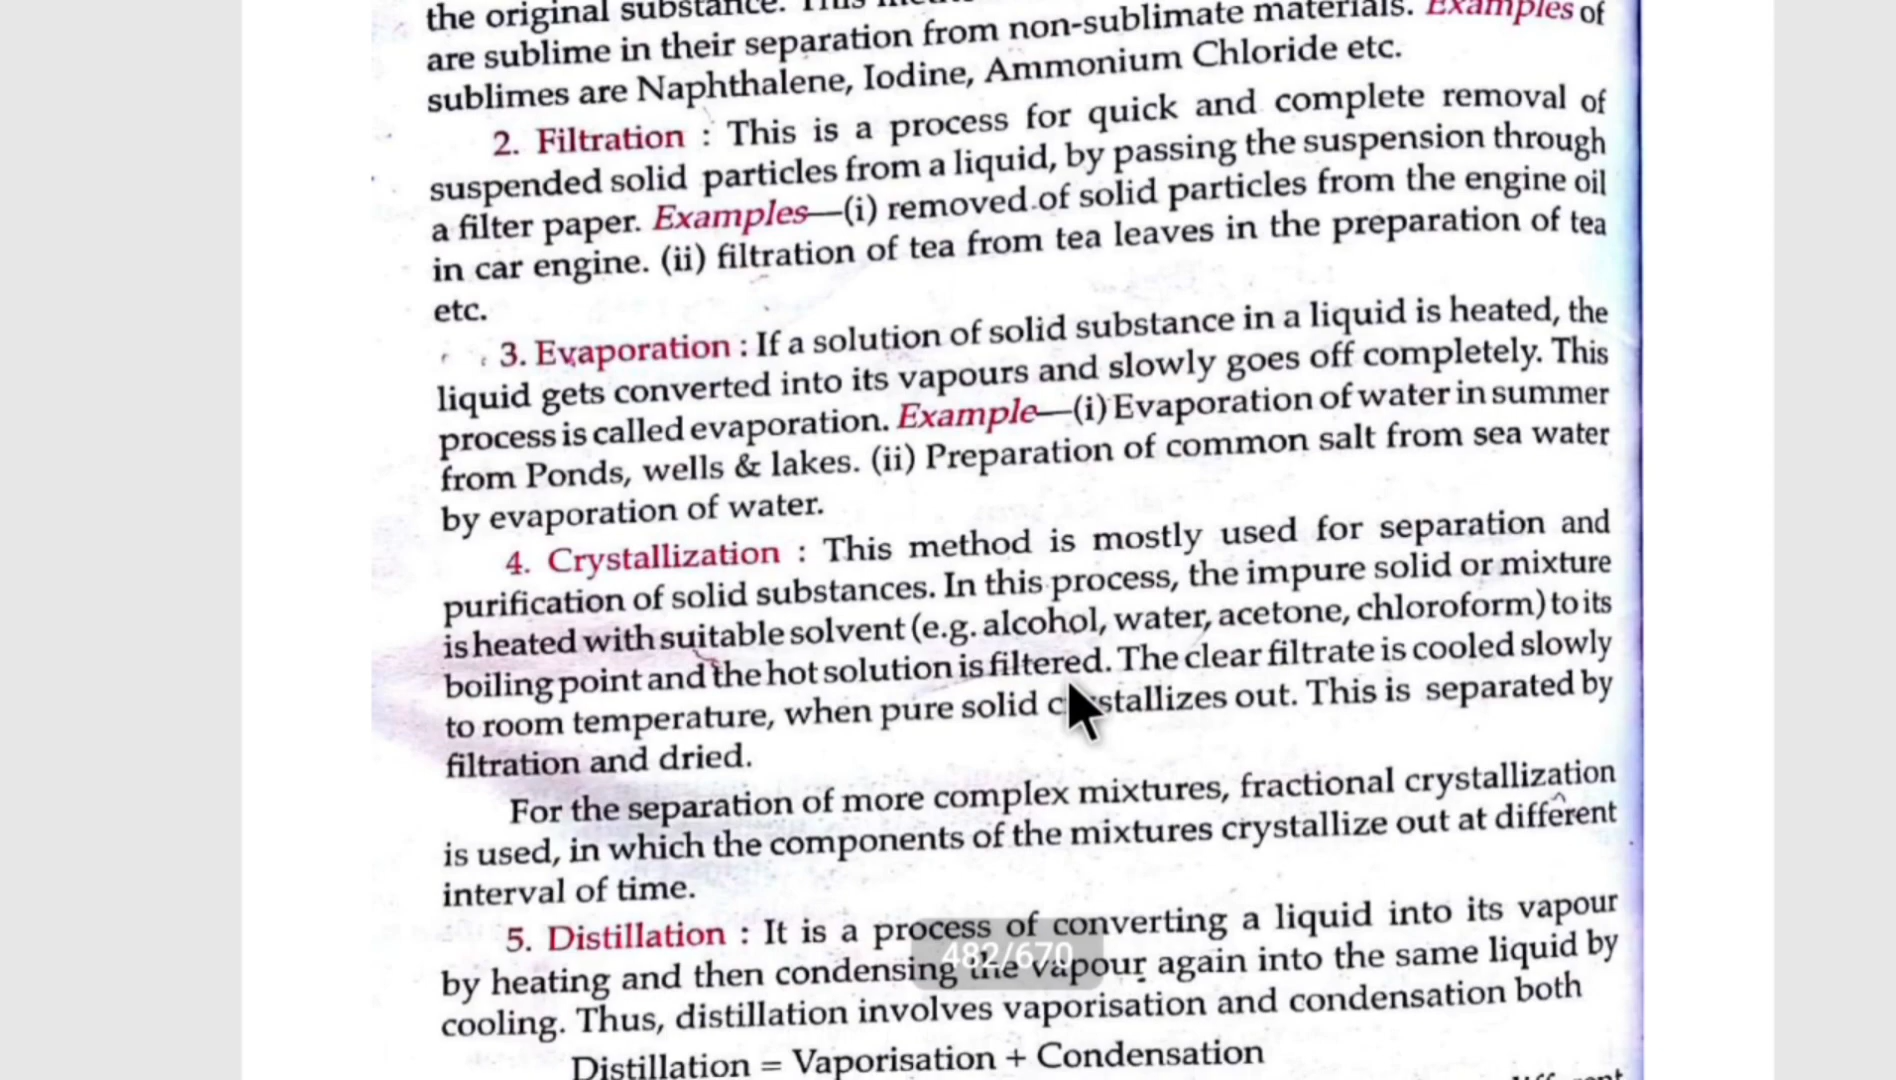 the original substance. This
are sublime in their separation from non-sublimate materials. Examples of
sublimes are Naphthalene, Iodine, Ammonium Chloride etc.
2. Filtration : This is a process for quick and complete removal of
suspended solid particles from a liquid, by passing the suspension through
a filter paper. Examples—(i) removed of solid particles from the engine oil
in car engine. (ii) filtration of tea from tea leaves in the preparation of tea
etc.
3. Evaporation : If a solution of solid substance in a liquid is heated, the
liquid gets converted into its vapours and slowly goes off completely. This
process is called evaporation. Example—(i) Evaporation of water in summer
from Ponds, wells & lakes. (ii) Preparation of common salt from sea water
by evaporation of water.
4. Crystallization : This method is mostly used for separation and
purification of solid substances. In this process, the impure solid or mixture
is heated with suitable solvent (e.g. alcohol, water, acetone, chloroform) to its
boiling point and the hot solution is filtered. The clear filtrate is cooled slowly
to room temperature, when pure solid crystallizes out. This is separated by
filtration and dried.
For the separation of more complex mixtures, fractional crystallization
is used, in which the components of the mixtures crystallize out at different
interval of time.
5. Distillation : It is a process of converting a liquid into its vapour
482/670
by heating and then condensing the vapour again into the same liquid by
cooling. Thus, distillation involves vaporisation and condensation both
Distillation = Vaporisation + Condensation